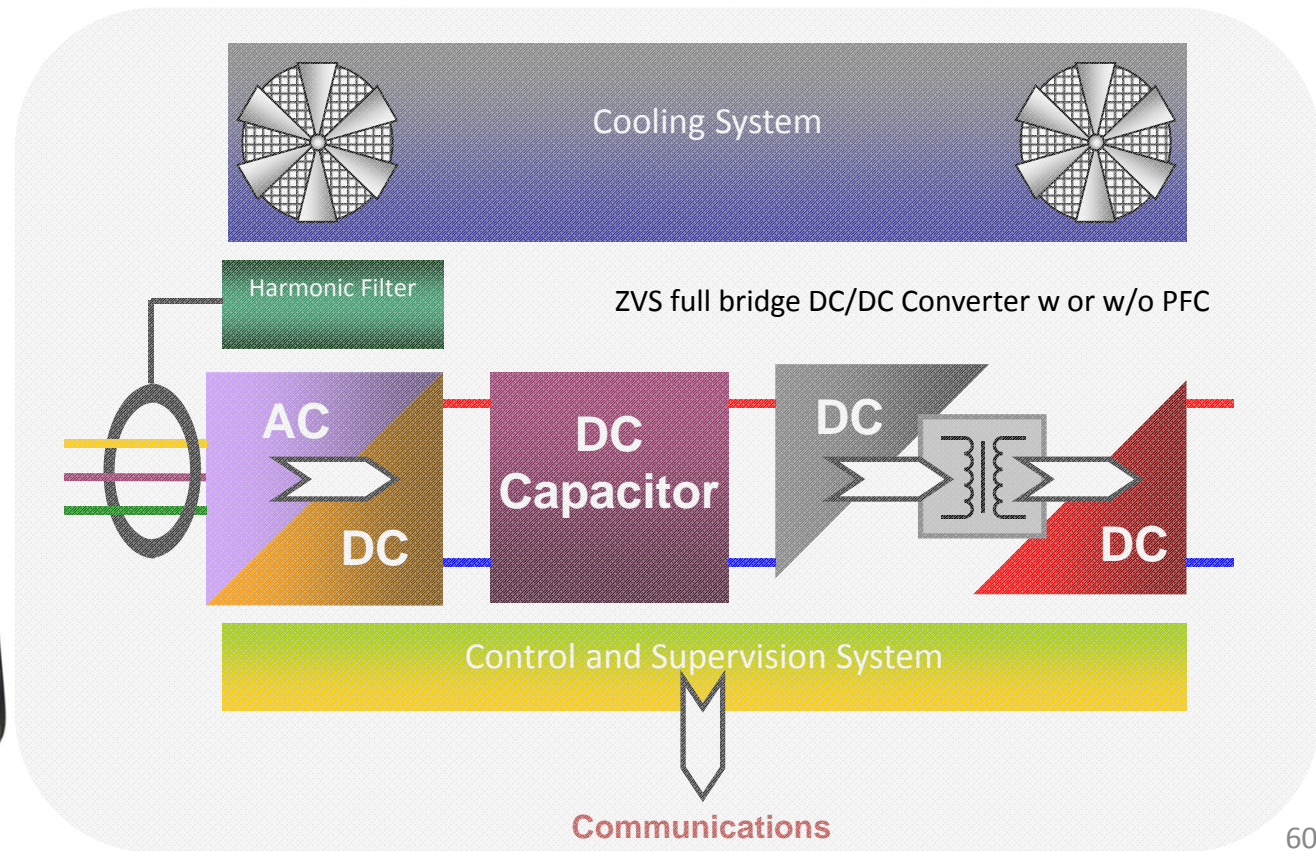 Cooling System
Harmonic Filter
ZVS full bridge DC/DC Converter w or w/o PFC
AC
DC
DC
Capacitor
DC
DC
Control and Supervision System
Communications
60